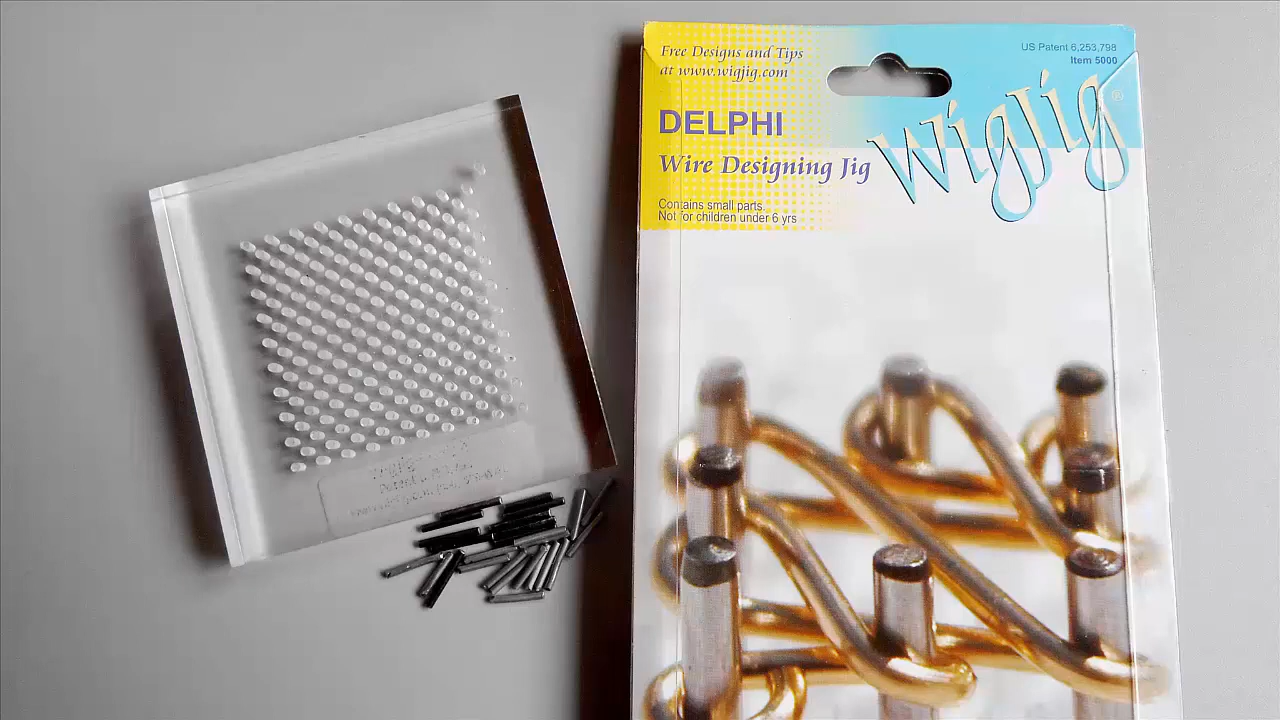 Free Designs and Tips
at www.wigjig.com
US Patent 6,253,798
Item 5000
WigJig®
DELPHI
Wire Designing Jig
Contains small parts.
Not for children under 6 yrs